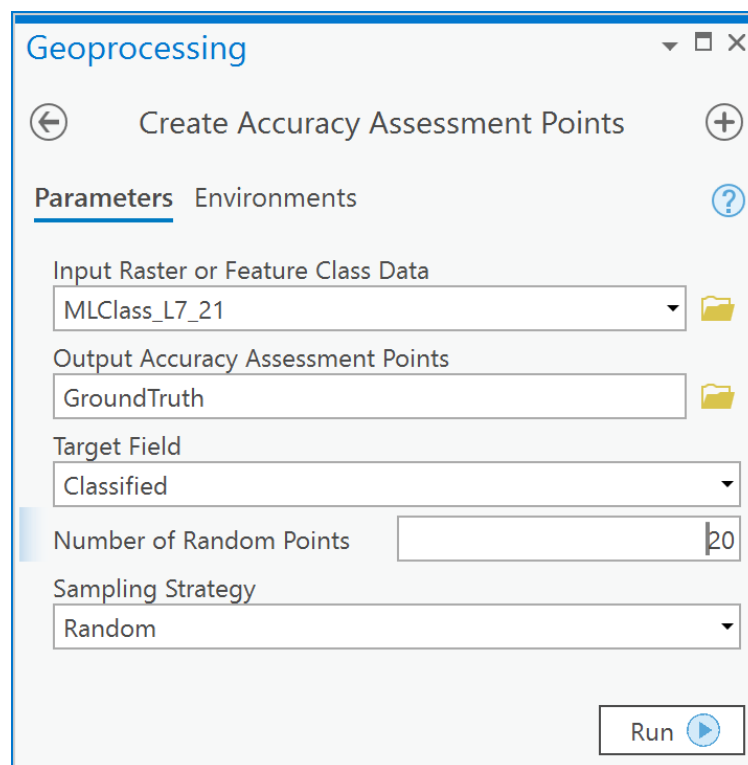 Geoprocessing
Create Accuracy Assessment Points
Parameters Environments
?
Input Raster or Feature Class Data
MLClass_L7_21
Output Accuracy Assessment Points
GroundTruth
Target Field
Classified
Number of Random Points 20
Sampling Strategy
Random
Run